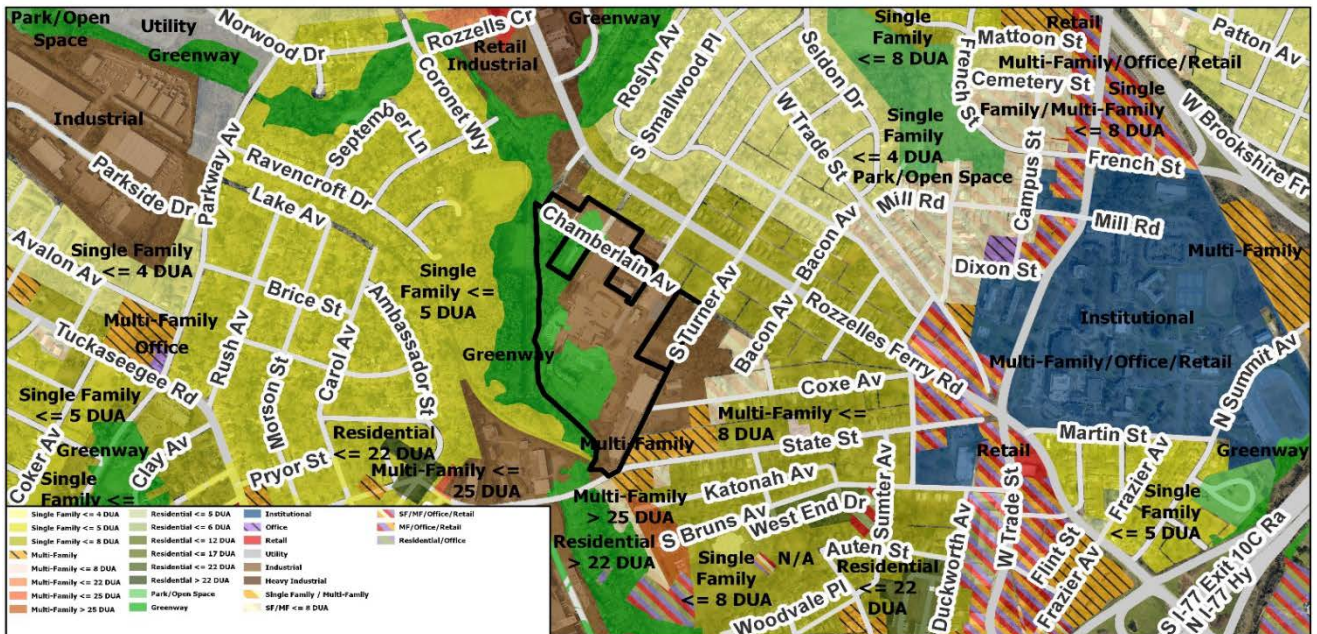 Park/Open
Space
Utility
Greenway
Norwood Dr
Rozzells Cr
Retail
Industrial
Greenway
Roslyn Av
S Smallwood Pl
Seldon Dr
Single
Family
<= 8 DUA
French St
Retail
Mattoon St
Multi-Family/Office/Retail
Cemetery St
Single
Family/Multi-Family
<= 8 DUA
Patton Av
W Brookshire Fr
Industrial
Parkside Dr
Parkway Av
September Ln
Coronet Wy
Ravencroft Dr
Lake Av
W Trade St
Single
Family
<= 4 DUA
Park/Open Space
French St
Campus St
Mill Rd
Mill Rd
Multi-Family
Avalon Av
Single Family
<= 4 DUA
Chamberlain Av
Bacon Av
Dixon St
Single
Family <=
5 DUA
Brice St
Ambassador St
Multi-Family
Office
Tuckaseegee Rd
Rush Av
Morson St
Carol Av
Greenway
S Turner Av
Bacon Av
Rozzelles Ferry Rd
Institutional
Multi-Family/Office/Retail
N Summit Av
Coxe Av
Single Family
<= 5 DUA
Coker Av
Clay Av
Greenway
Single
Family <=
Pryor St
Residential
<= 22 DUA
Multi-Family <=
25 DUA
Multi-Family
Multi-Family <=
8 DUA
State St
Retail
Martin St
Greenway
Multi-Family
> 25 DUA
Residential
> 22 DUA
Katonah Av
S Bruns Av
West End Dr
Sumter Av
Auten St
Single
Family
<= 8 DUA
N/A
Residential
<= 22
DUA
Woodvale Pl
Duckworth Av
W Trade St
Flint St
Frazier Av
Frazier Av
Single
Family
<= 5 DUA
S I-77 Exit 10C Ra
N I-77 Hy
Single Family <= 4 DUA
Single Family <= 5 DUA
Single Family <= 8 DUA
Multi-Family
Multi-Family <= 8 DUA
Multi-Family <= 22 DUA
Multi-Family <= 25 DUA
Multi-Family > 25 DUA
Residential <= 5 DUA
Residential <= 6 DUA
Residential <= 12 DUA
Residential <= 17 DUA
Residential <= 22 DUA
Residential > 22 DUA
Park/Open Space
Greenway
Institutional
Office
Retail
Utility
Industrial
Heavy Industrial
Single Family / Multi-Family
SF/MF <= 8 DUA
SF/MF/Office/Retail
MF/Office/Retail
Residential/Office